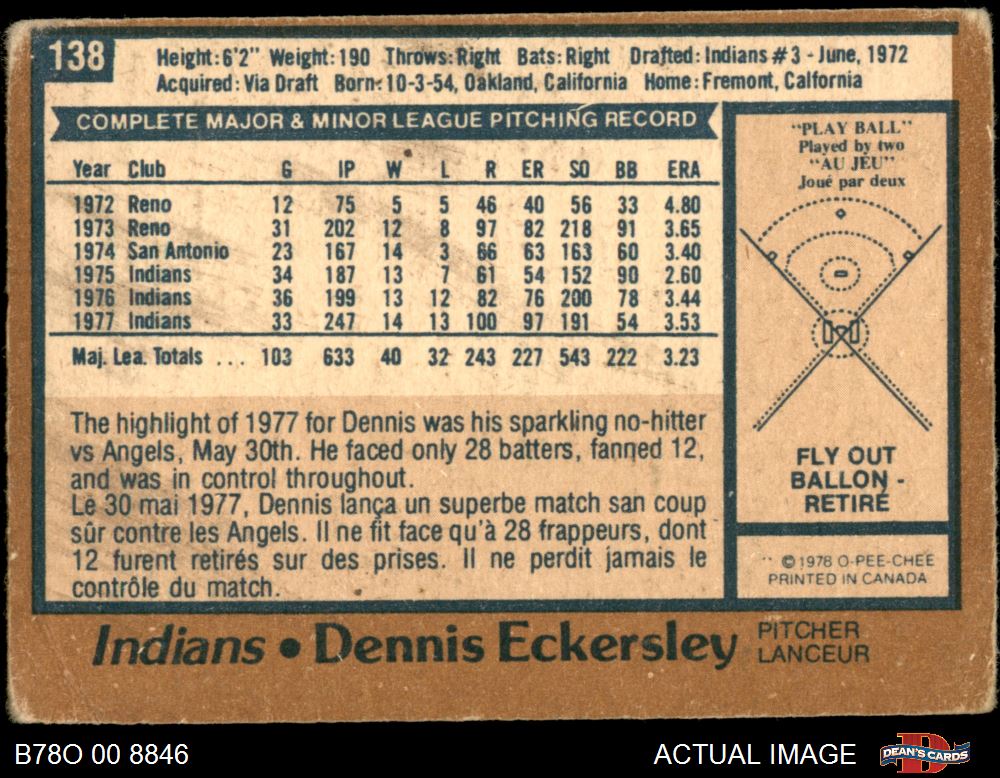 138
Height:6'2" Weight:190 Throws:Right Bats:Right Drafted:Indians #3 - June, 1972
Acquired:Via Draft Born:10-3-54, Oakland, California Home:Fremont, Calfornia
COMPLETE MAJOR & MINOR LEAGUE PITCHING RECORD
Year Club G IP W L R ER SO BB ERA
1972 Reno 12 75 5 5 46 40 56 33 4.80
1973 Reno 31 202 12 8 97 82 218 91 3.65
1974 San Antonio 23 167 14 3 66 63 163 60 3.40
1975 Indians 34 187 13 7 61 54 152 90 2.60
1976 Indians 36 199 13 12 82 76 200 78 3.44
1977 Indians 33 247 14 13 100 97 191 54 3.53
Maj. Lea. Totals ... 103 633 40 32 243 227 543 222 3.23
The highlight of 1977 for Dennis was his sparkling no-hitter
vs Angels, May 30th. He faced only 28 batters, fanned 12,
and was in control throughout.
Le 30 mai 1977, Dennis lança un superbe match san coup
sûr contre les Angels. Il ne fit face qu'à 28 frappeurs, dont
12 furent retirés sur des prises. Il ne perdit jamais le
contrôle du match.
"PLAY BALL"
Played by two
"AU JEU"
Joué par deux
FLY OUT
BALLON -
RETIRÉ
©1978 O-PEE-CHEE
PRINTED IN CANADA
Indians • Dennis Eckersley
PITCHER
LANCEUR
B78O 00 8846
ACTUAL IMAGE
DEAN'S CARDS